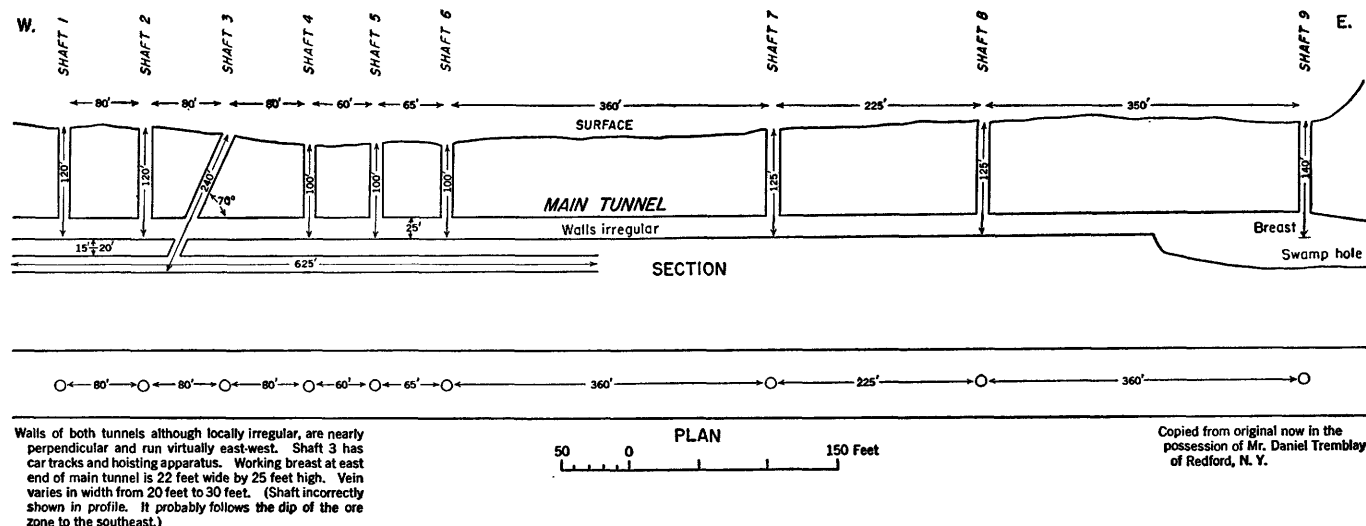 W.
SHAFT 1
SHAFT 2
SHAFT 3
SHAFT 4
SHAFT 5
SHAFT 6
SHAFT 7
SHAFT 8
SHAFT 9
E.
80'
80'
80'
60'
65'
360'
225'
350'
SURFACE
120'
120'
240'
70°
100'
100'
100'
125'
125'
140'
MAIN TUNNEL
25'
Walls irregular
Breast
15'-20'
Swamp hole
625'
SECTION
80'
80'
80'
60'
65'
360'
225'
360'
PLAN
Walls of both tunnels although locally irregular, are nearly
perpendicular and run virtually east-west. Shaft 3 has
car tracks and hoisting apparatus. Working breast at east
end of main tunnel is 22 feet wide by 25 feet high. Vein
varies in width from 20 feet to 30 feet. (Shaft incorrectly
shown in profile. It probably follows the dip of the ore
zone to the southeast.)
50 0 150 Feet
Copied from original now in the
possession of Mr. Daniel Tremblay
of Redford, N. Y.